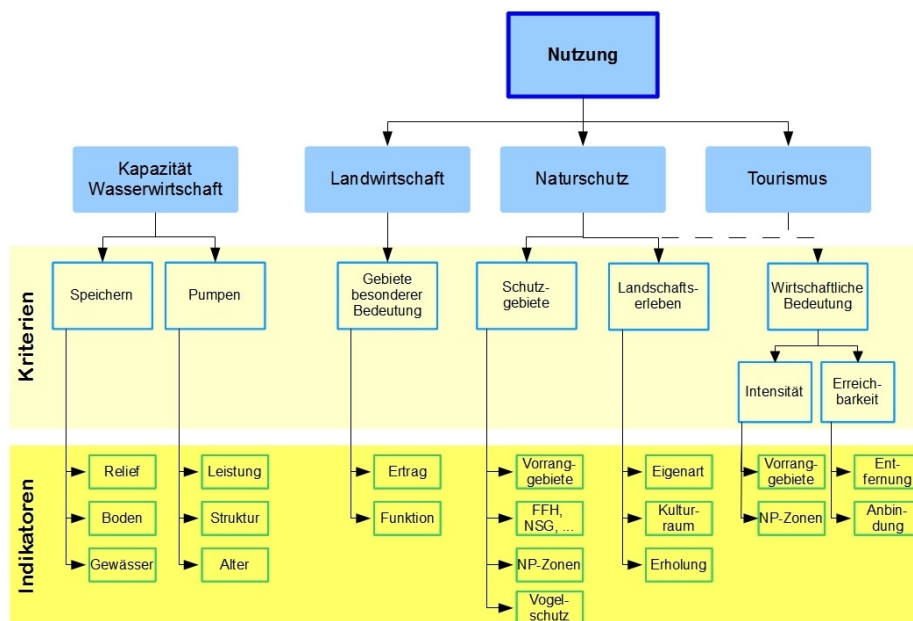 Nutzung
Kapazität
Wasserwirtschaft
Landwirtschaft
Naturschutz
Tourismus
Kriterien
Speichern
Pumpen
Gebiete
besonderer
Bedeutung
Schutz-
gebiete
Landschafts-
erleben
Wirtschaftliche
Bedeutung
Intensität
Erreich-
barkeit
Indikatoren
Relief
Boden
Gewässer
Leistung
Struktur
Alter
Ertrag
Funktion
Vorrang-
gebiete
FFH,
NSG, ...
NP-Zonen
Vogel-
schutz
Eigenart
Kultur-
raum
Erholung
Vorrang-
gebiete
NP-Zonen
Ent-
fernung
Anbin-
dung